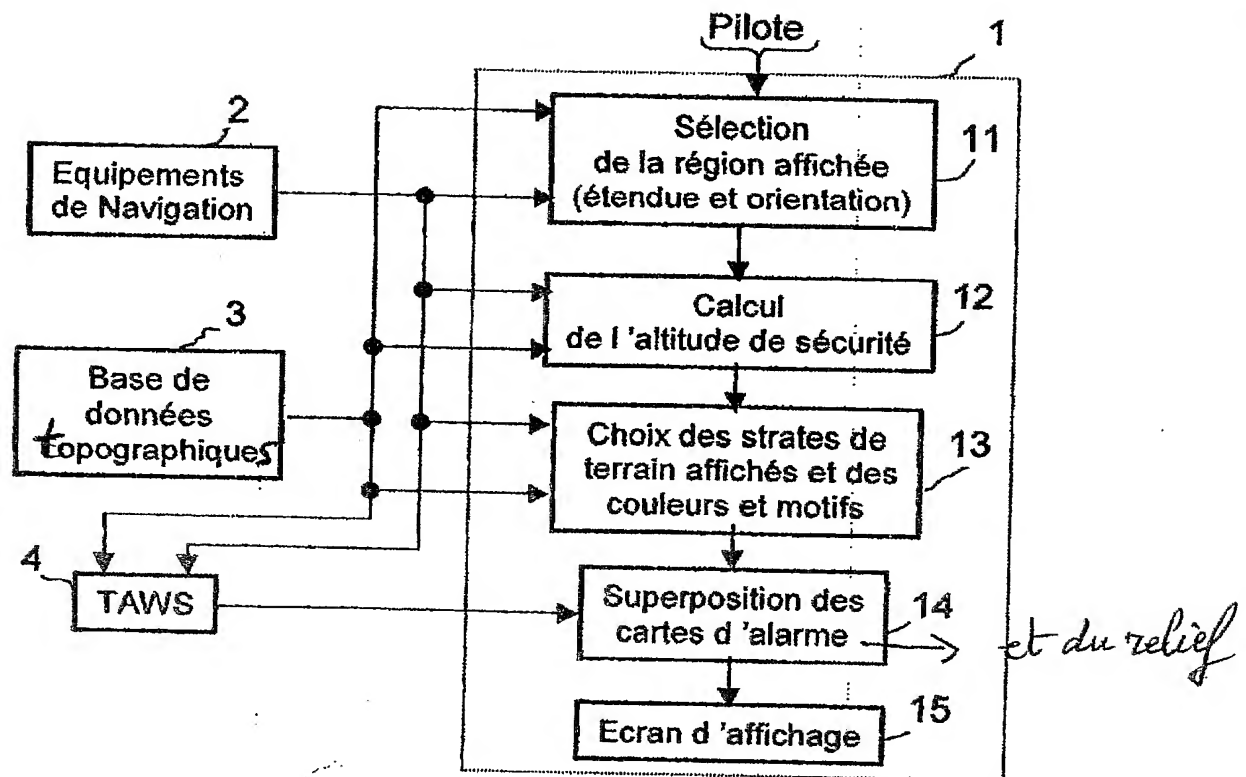 Pilote
1
Sélection
de la région affichée
(étendue et orientation)
11
2
Equipements
de Navigation
Calcul
de l 'altitude de sécurité
12
3
Base de
données
topographiques
Choix des strates de
terrain affichés et des
couleurs et motifs
13
4
TAWS
Superposition des
cartes d 'alarme
14
et du relief
Ecran d 'affichage
15